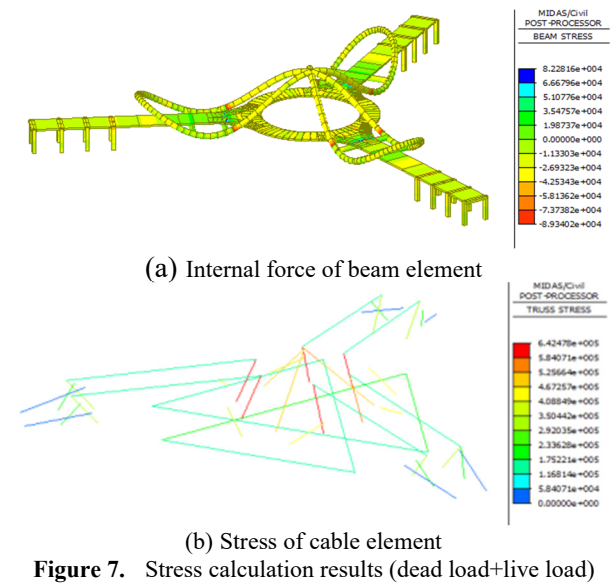 MIDAS/Civil
POST-PROCESSOR
BEAM STRESS
8.22816e+004
6.66796e+004
5.10776e+004
3.54757e+004
1.98737e+004
0.00000e+000
-1.13303e+004
-2.69323e+004
-4.25343e+004
-5.81362e+004
-7.37382e+004
-8.93402e+004
(a) Internal force of beam element
MIDAS/Civil
POST-PROCESSOR
TRUSS STRESS
6.42478e+005
5.84071e+005
5.25664e+005
4.67257e+005
4.08849e+005
3.50442e+005
2.92035e+005
2.33628e+005
1.75221e+005
1.16814e+005
5.84071e+004
0.00000e+000
(b) Stress of cable element
Figure 7. Stress calculation results (dead load+live load)